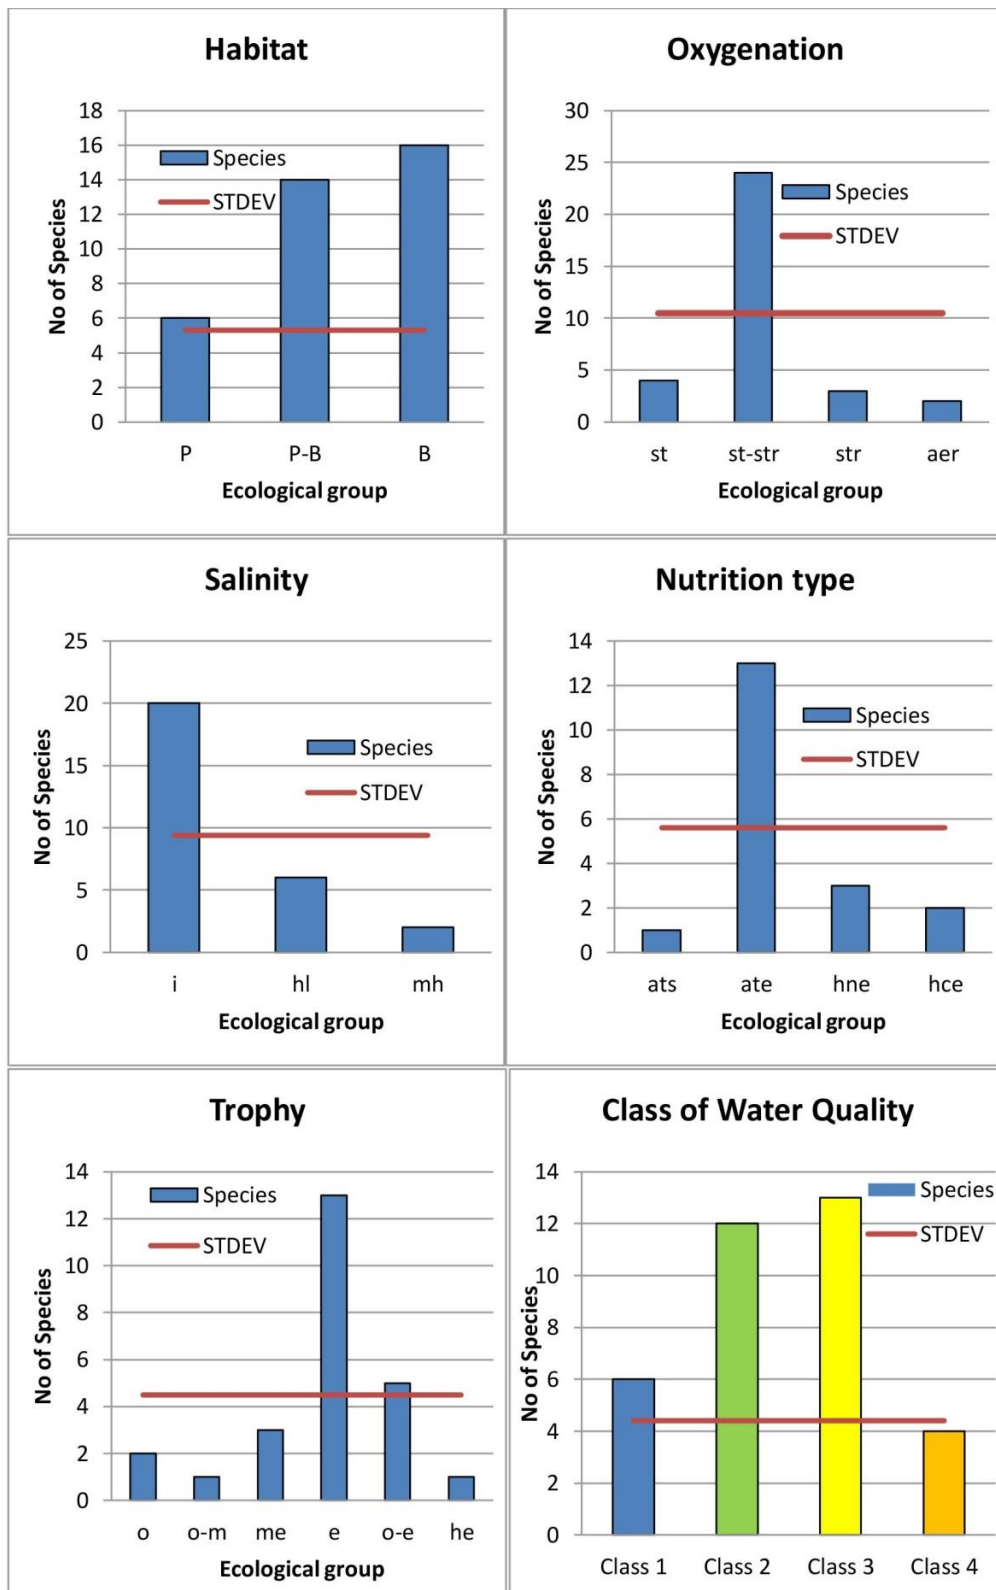 Habitat
18
16
14
12
10
8
6
4
2
0
No of Species
Species
STDEV
P P-B B
Ecological group
Oxygenation
30
25
20
15
10
5
0
No of Species
Species
STDEV
st st-str str aer
Ecological group
Salinity
25
20
15
10
5
0
No of Species
Species
STDEV
i hl mh
Ecological group
Nutrition type
14
12
10
8
6
4
2
0
No of Species
Species
STDEV
ats ate hne hce
Ecological group
Trophy
14
12
10
8
6
4
2
0
No of Species
Species
STDEV
o o-m me e o-e he
Ecological group
Class of Water Quality
14
12
10
8
6
4
2
0
No of Species
Species
STDEV
Class 1 Class 2 Class 3 Class 4